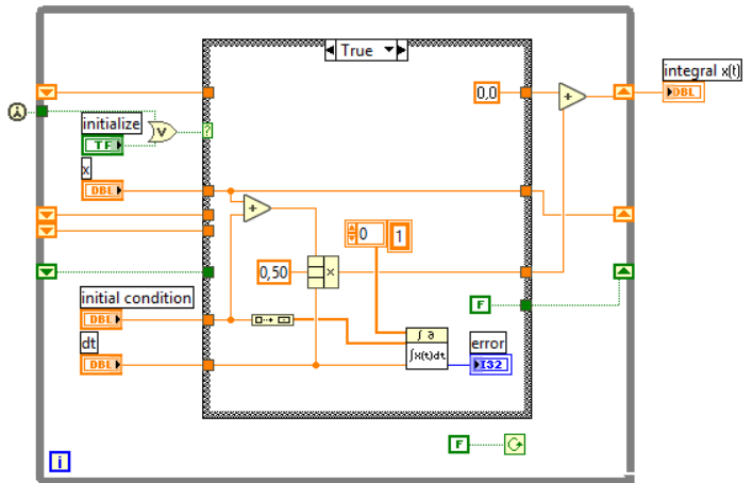 True
integral x(t)
DBL
0,0
initialize
TF
V
?
x
DBL
+
+
0
1
0,50
x
initial condition
DBL
F
dt
DBL
∫∂
∫x(t)dt
error
I32
F
i